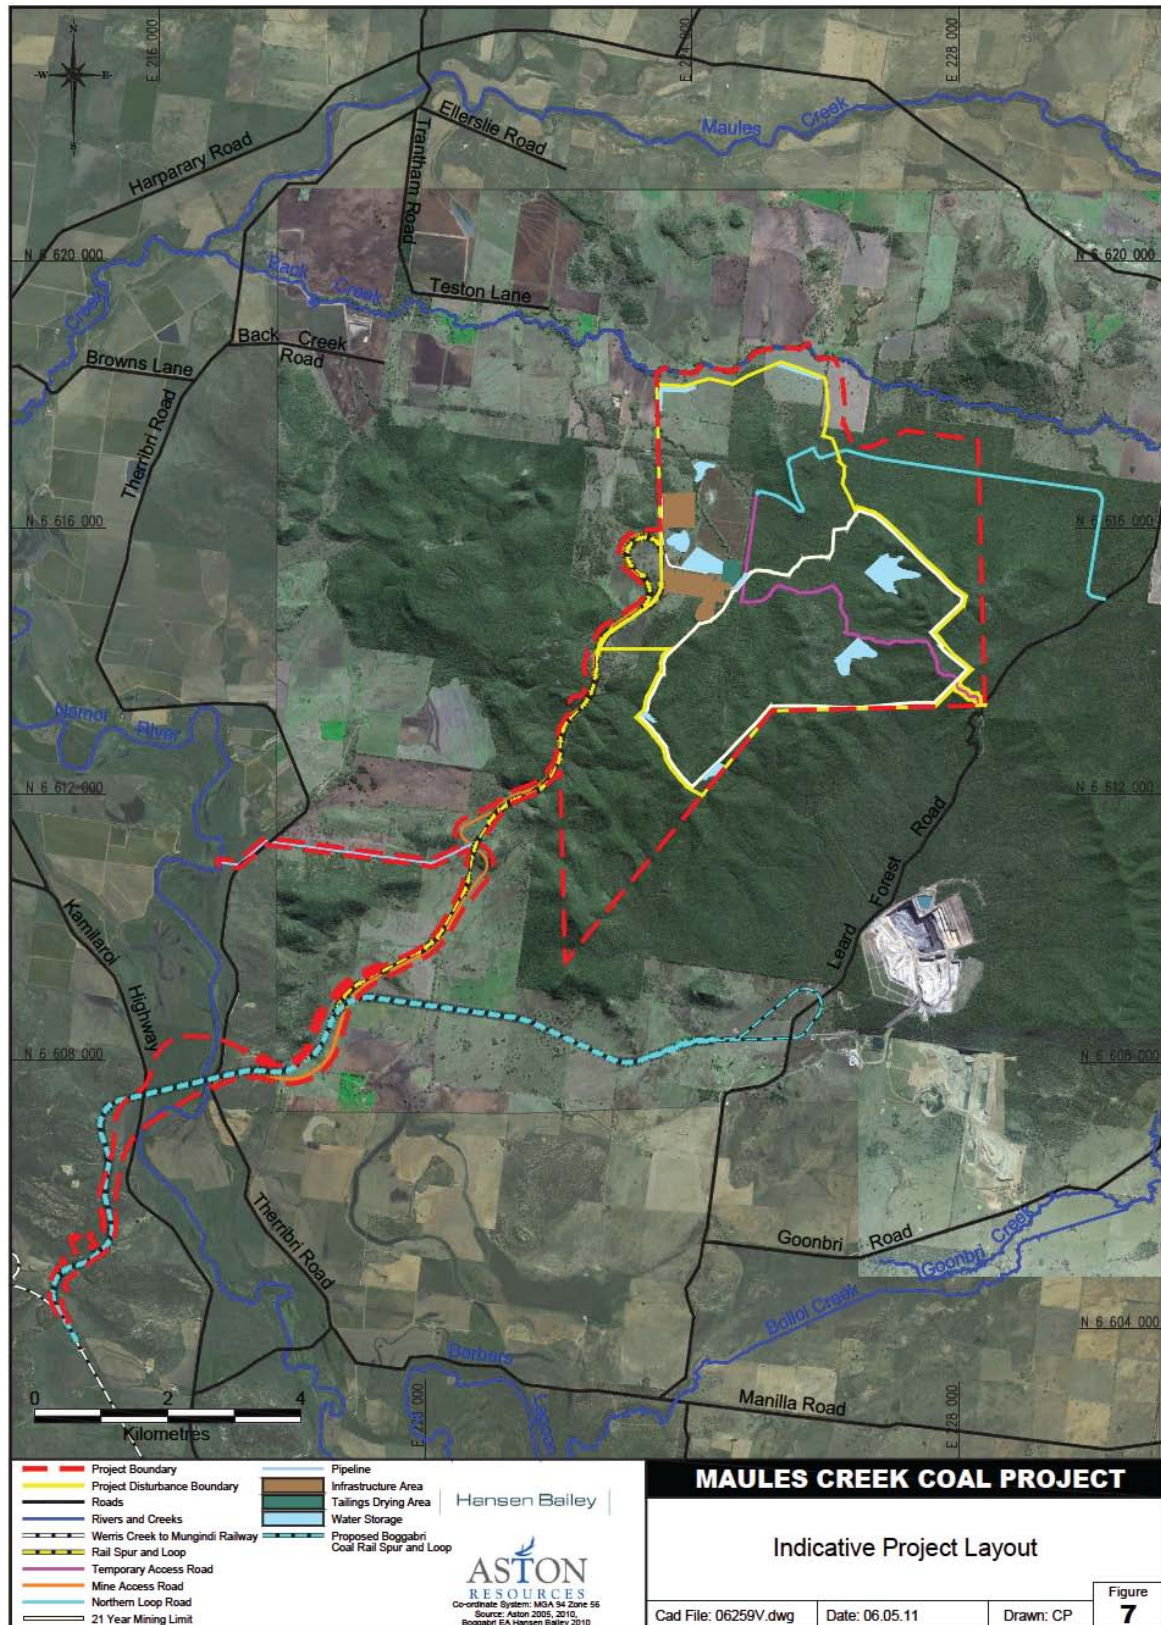 N
W
E
S
E 216 000
E 224 000
E 228 000
Harparary Road
Ellerslie Road
Maules Creek
Trantham Road
N 6 620 000
N 6 620 000
Back Creek
Teston Lane
Creek
Back Creek
Road
Browns Lane
Therribri Road
N 6 616 000
N 6 616 000
Namoi River
N 6 612 000
N 6 612 000
Leard Forest Road
Kamilaroi Highway
N 6 608 000
N 6 608 000
Therribri Road
Goonbri Road
Goonbri Creek
Bollol Creek
N 6 604 000
Barbers
Lagoon
Manilla Road
E 228 000
0 2 4
Kilometres
Project Boundary
Project Disturbance Boundary
Roads
Rivers and Creeks
Werris Creek to Mungindi Railway
Rail Spur and Loop
Temporary Access Road
Mine Access Road
Northern Loop Road
21 Year Mining Limit
Pipeline
Infrastructure Area
Tailings Drying Area
Water Storage
Proposed Boggabri
Coal Rail Spur and Loop
Hansen Bailey
ASTON
RESOURCES
Co-ordinate System: MGA 94 Zone 56
Source: Aston 2005, 2010,
Boggabri EA Hansen Bailey 2010
MAULES CREEK COAL PROJECT
Indicative Project Layout
Cad File: 06259V.dwg
Date: 06.05.11
Drawn: CP
Figure
7